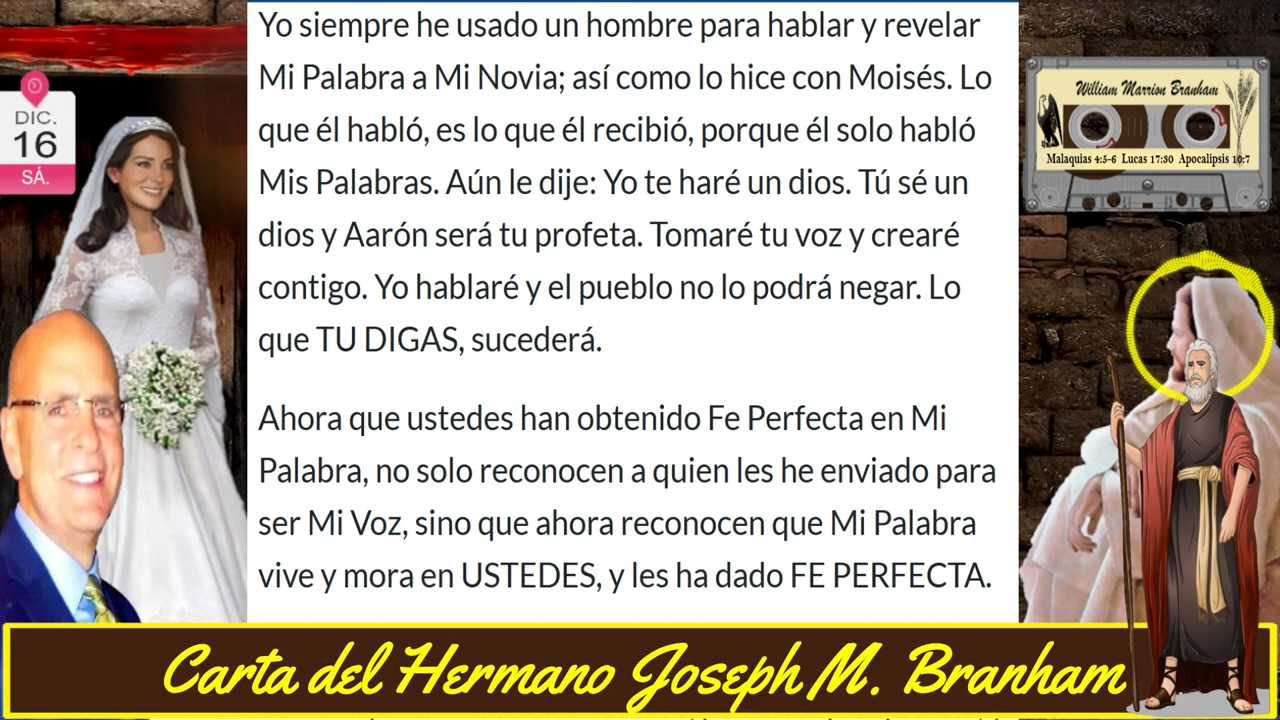 Yo siempre he usado un hombre para hablar y revelar
Mi Palabra a Mi Novia; así como lo hice con Moisés. Lo
que él habló, es lo que él recibió, porque él solo habló
Mis Palabras. Aún le dije: Yo te haré un dios. Tú sé un
dios y Aarón será tu profeta. Tomaré tu voz y crearé
contigo. Yo hablaré y el pueblo no lo podrá negar. Lo
que TU DIGAS, sucederá.
Ahora que ustedes han obtenido Fe Perfecta en Mi
Palabra, no solo reconocen a quien les he enviado para
ser Mi Voz, sino que ahora reconocen que Mi Palabra
vive y mora en USTEDES, y les ha dado FE PERFECTA.
DIC.
16
SÁ.
William Marrion Branham
Malaquias 4:5-6 Lucas 17:30 Apocalipsis 10:7
Carta del Hermano Joseph M. Branham